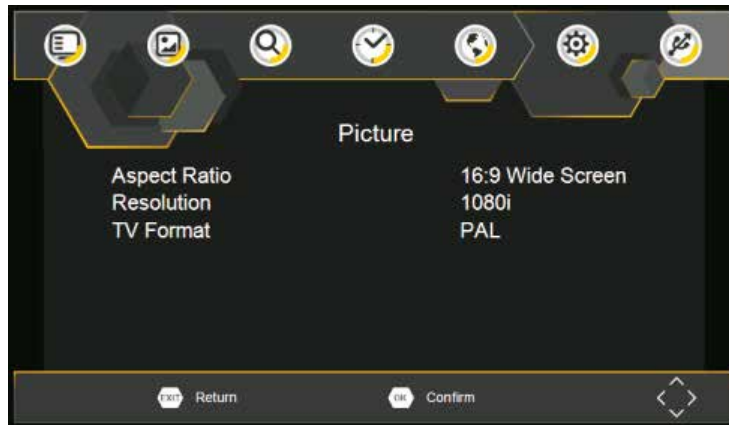 Picture
Aspect Ratio 16:9 Wide Screen
Resolution 1080i
TV Format PAL
EXIT Return OK Confirm